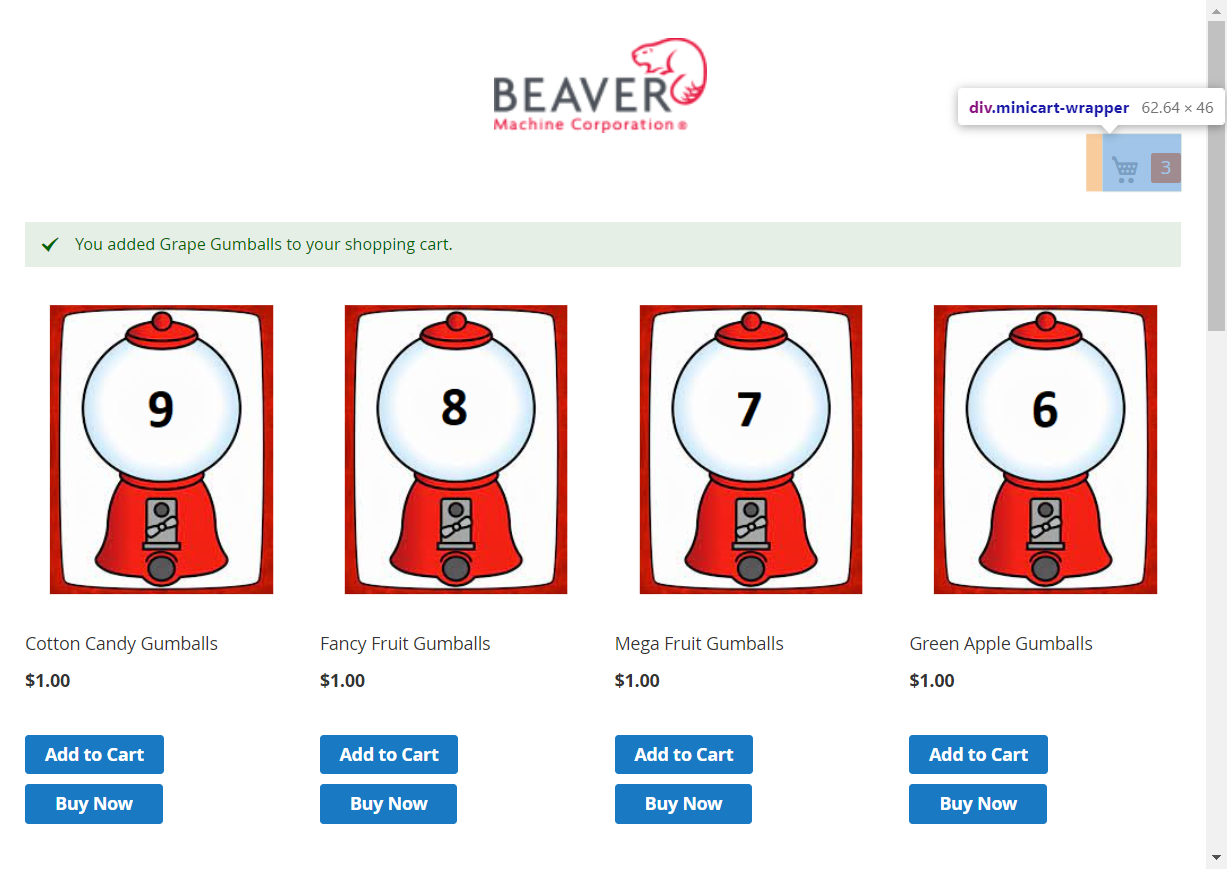 BEAVER
Machine Corporation ®
div.minicart-wrapper 62.64 × 46
3
You added Grape Gumballs to your shopping cart.
9
8
7
6
Cotton Candy Gumballs
Fancy Fruit Gumballs
Mega Fruit Gumballs
Green Apple Gumballs
$1.00
$1.00
$1.00
$1.00
Add to Cart
Add to Cart
Add to Cart
Add to Cart
Buy Now
Buy Now
Buy Now
Buy Now